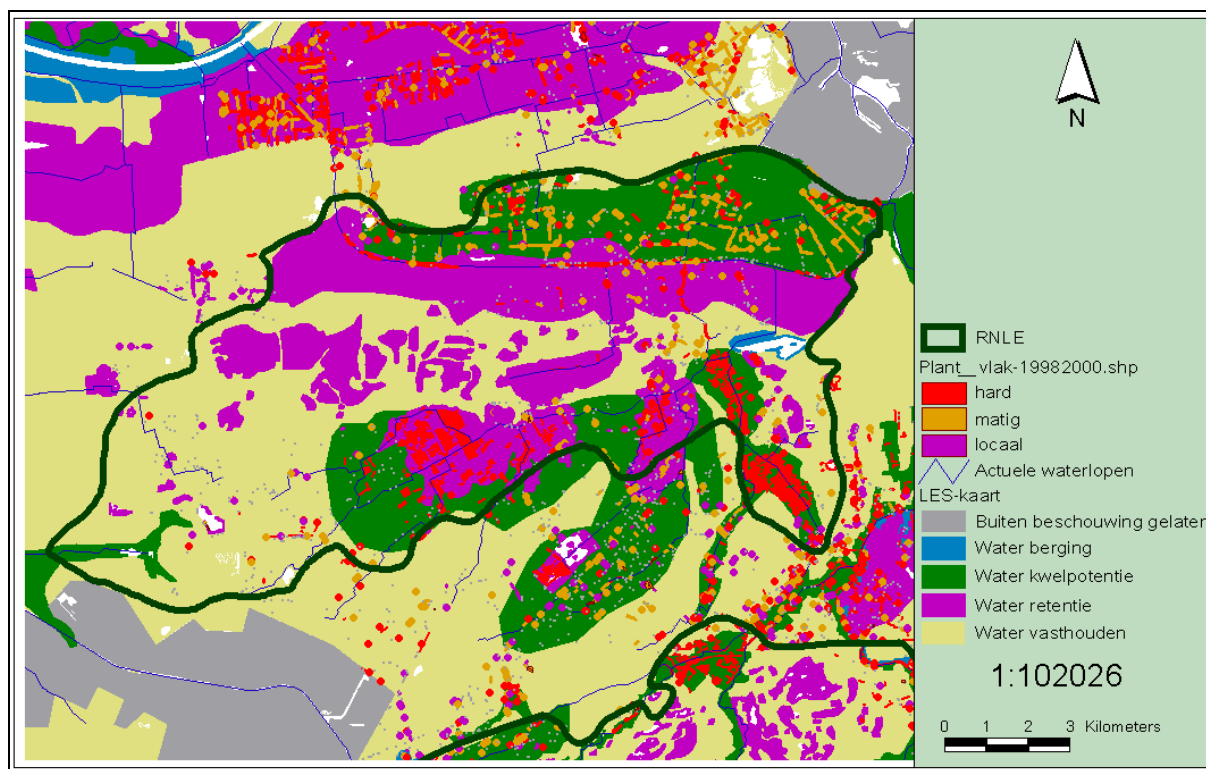 N
RNLE
Plant__vlak-19982000.shp
hard
matig
locaal
Actuele waterlopen
LES-kaart
Buiten beschouwing gelaten
Water berging
Water kwelpotentie
Water retentie
Water vasthouden
1:102026
0 1 2 3 Kilometers